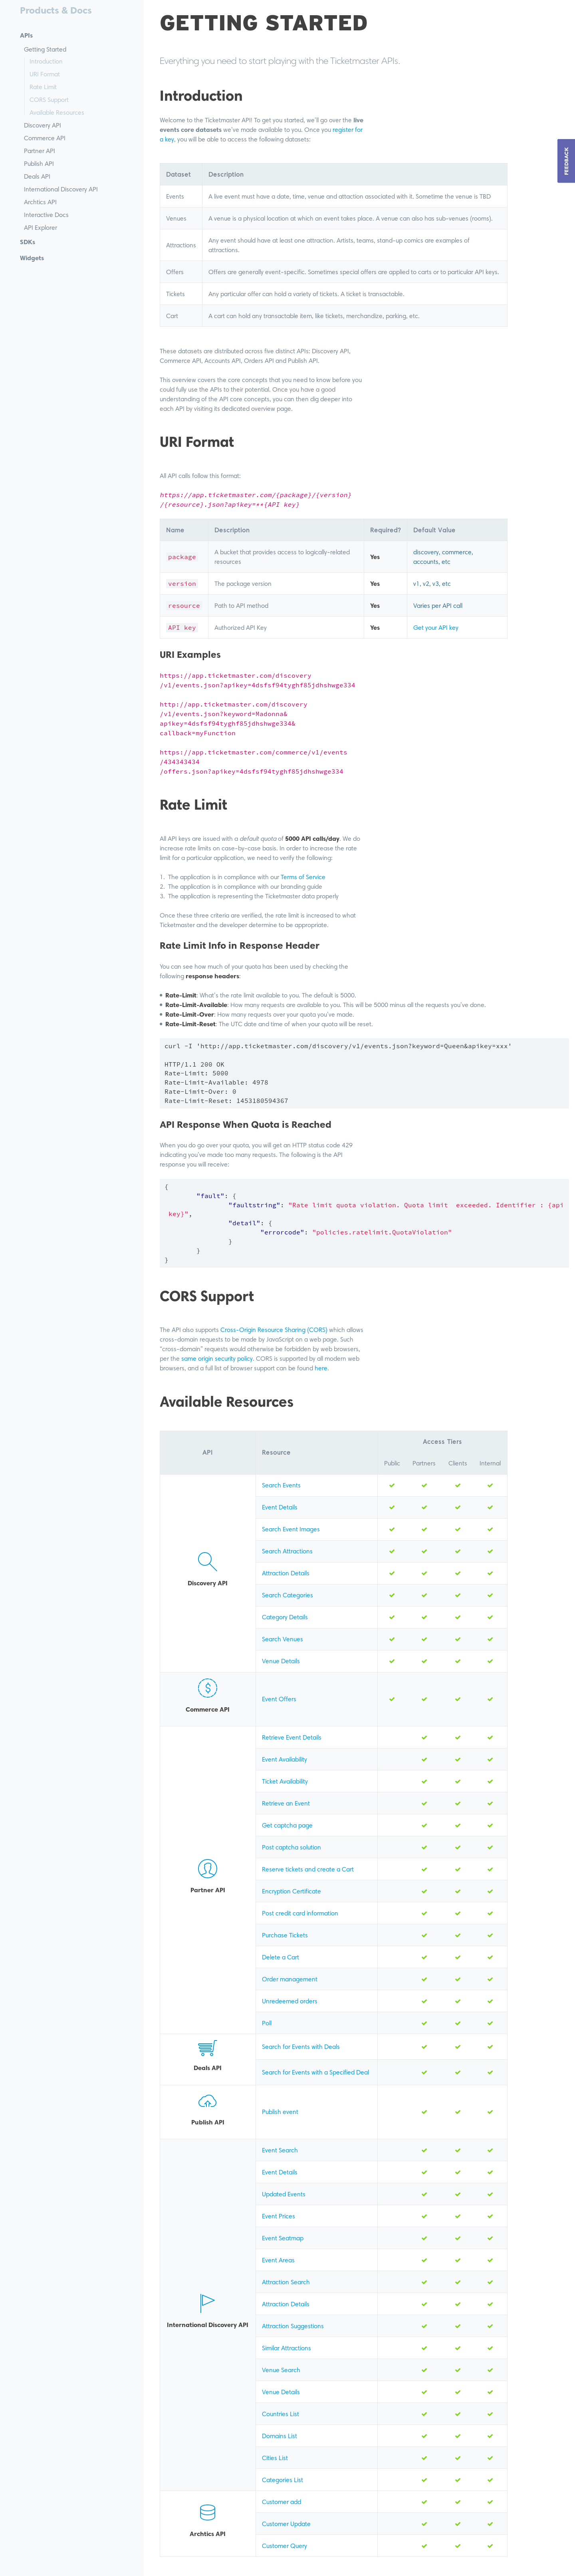 Products & Docs
APIs
Getting Started
Introduction
URI Format
Rate Limit
CORS Support
Available Resources
Discovery API
Commerce API
Partner API
Publish API
Deals API
International Discovery API
Archtics API
Interactive Docs
API Explorer
SDKs
Widgets
FEEDBACK
GETTING STARTED
Everything you need to start playing with the Ticketmaster APIs.
Introduction
Welcome to the Ticketmaster API! To get you started, we'll go over the live
events core datasets we've made available to you. Once you register for
a key, you will be able to access the following datasets:
Dataset Description
Events A live event must have a date, time, venue and attaction associated with it. Sometime the venue is TBD
Venues A venue is a physical location at which an event takes place. A venue can also has sub-venues (rooms).
Attractions Any event should have at least one attraction. Artists, teams, stand-up comics are examples of
attractions.
Offers Offers are generally event-specific. Sometimes special offers are applied to carts or to particular API keys.
Tickets Any particular offer can hold a variety of tickets. A ticket is transactable.
Cart A cart can hold any transactable item, like tickets, merchandize, parking, etc.
These datasets are distributed across five distinct APIs: Discovery API,
Commerce API, Accounts API, Orders API and Publish API.
This overview covers the core concepts that you need to know before you
could fully use the APIs to their potential. Once you have a good
understanding of the API core concepts, you can then dig deeper into
each API by visiting its dedicated overview page.
URI Format
All API calls follow this format:
https://app.ticketmaster.com/{package}/{version}
/{resource}.json?apikey=**{API key}
Name Description Required? Default Value
package A bucket that provides access to logically-related
resources Yes discovery, commerce,
accounts, etc
version The package version Yes v1, v2, v3, etc
resource Path to API method Yes Varies per API call
API key Authorized API Key Yes Get your API key
URI Examples
https://app.ticketmaster.com/discovery
/v1/events.json?apikey=4dsfsf94tyghf85jdhshwge334
http://app.ticketmaster.com/discovery
/v1/events.json?keyword=Madonna&
apikey=4dsfsf94tyghf85jdhshwge334&
callback=myFunction
https://app.ticketmaster.com/commerce/v1/events
/434343434
/offers.json?apikey=4dsfsf94tyghf85jdhshwge334
Rate Limit
All API keys are issued with a default quota of 5000 API calls/day. We do
increase rate limits on case-by-case basis. In order to increase the rate
limit for a particular application, we need to verify the following:
1. The application is in compliance with our Terms of Service
2. The application is in compliance with our branding guide
3. The application is representing the Ticketmaster data properly
Once these three criteria are verified, the rate limit is increased to what
Ticketmaster and the developer determine to be appropriate.
Rate Limit Info in Response Header
You can see how much of your quota has been used by checking the
following response headers:
• Rate-Limit: What's the rate limit available to you. The default is 5000.
• Rate-Limit-Available: How many requests are available to you. This will be 5000 minus all the requests you've done.
• Rate-Limit-Over: How many requests over your quota you've made.
• Rate-Limit-Reset: The UTC date and time of when your quota will be reset.
curl -I 'http://app.ticketmaster.com/discovery/v1/events.json?keyword=Queen&apikey=xxx'
HTTP/1.1 200 OK
Rate-Limit: 5000
Rate-Limit-Available: 4978
Rate-Limit-Over: 0
Rate-Limit-Reset: 1453180594367
API Response When Quota is Reached
When you do go over your quota, you will get an HTTP status code 429
indicating you've made too many requests. The following is the API
response you will receive:
{
"fault": {
"faultstring": "Rate limit quota violation. Quota limit  exceeded. Identifier : {api
key}",
"detail": {
"errorcode": "policies.ratelimit.QuotaViolation"
}
}
}
CORS Support
The API also supports Cross-Origin Resource Sharing (CORS) which allows
cross-domain requests to be made by JavaScript on a web page. Such
"cross-domain" requests would otherwise be forbidden by web browsers,
per the same origin security policy. CORS is supported by all modern web
browsers, and a full list of browser support can be found here.
Available Resources
API Resource Access Tiers
Public Partners Clients Internal
Discovery API
Search Events
Event Details
Search Event Images
Search Attractions
Attraction Details
Search Categories
Category Details
Search Venues
Venue Details
Commerce API
Event Offers
Partner API
Retrieve Event Details
Event Availability
Ticket Availability
Retrieve an Event
Get captcha page
Post captcha solution
Reserve tickets and create a Cart
Encryption Certificate
Post credit card information
Purchase Tickets
Delete a Cart
Order management
Unredeemed orders
Poll
Deals API
Search for Events with Deals
Search for Events with a Specified Deal
Publish API
Publish event
International Discovery API
Event Search
Event Details
Updated Events
Event Prices
Event Seatmap
Event Areas
Attraction Search
Attraction Details
Attraction Suggestions
Similar Attractions
Venue Search
Venue Details
Countries List
Domains List
Cities List
Categories List
Archtics API
Customer add
Customer Update
Customer Query